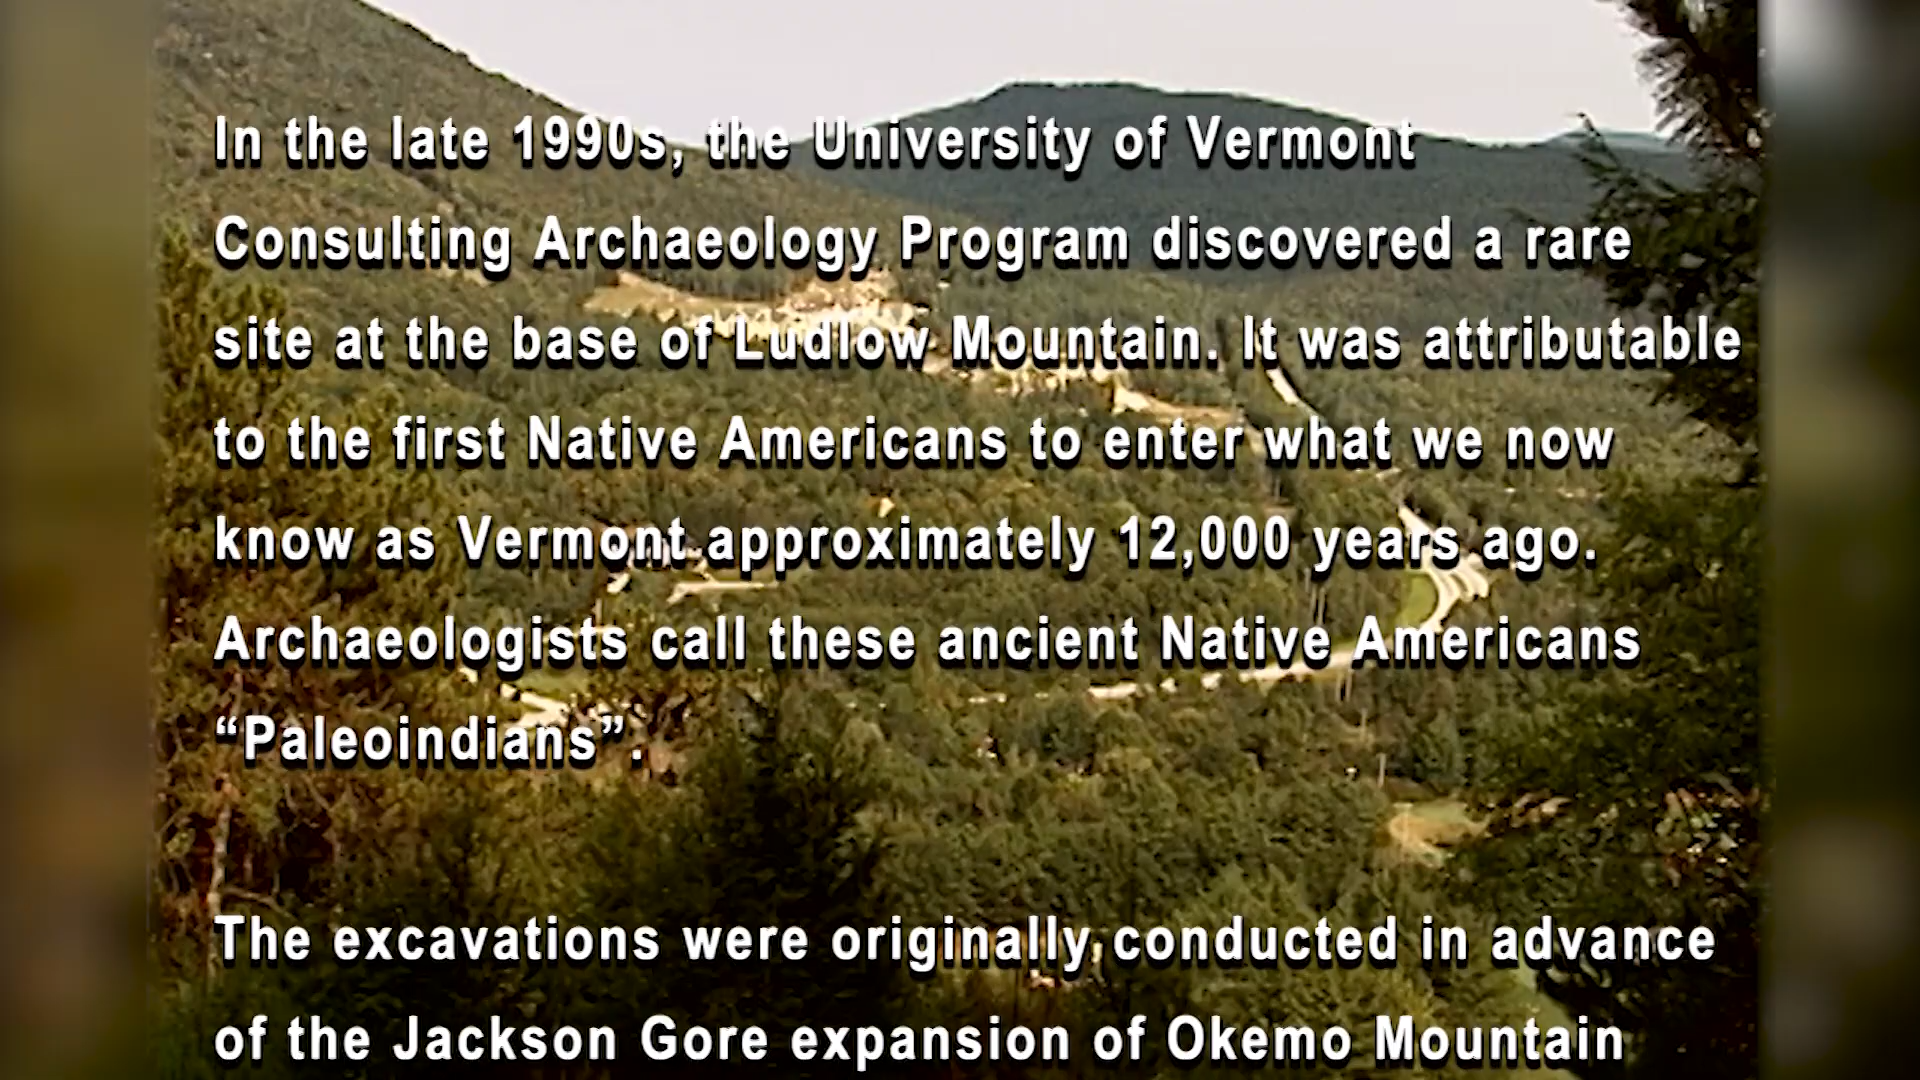 In the late 1990s, the University of Vermont
Consulting Archaeology Program discovered a rare
site at the base of Ludlow Mountain. It was attributable
to the first Native Americans to enter what we now
know as Vermont approximately 12,000 years ago.
Archaeologists call these ancient Native Americans
“Paleoindians”.
The excavations were originally conducted in advance
of the Jackson Gore expansion of Okemo Mountain